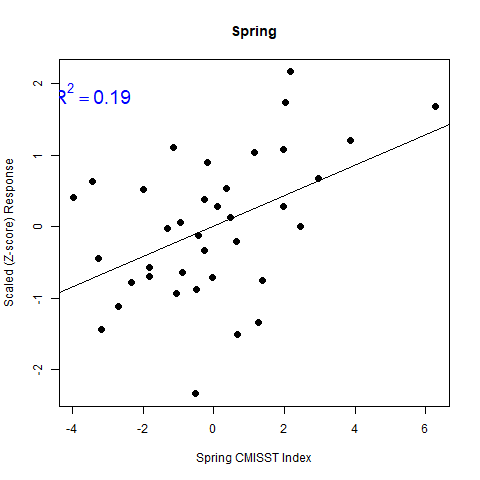 Spring
R² = 0.19
Scaled (Z-score) Response
2
1
0
-1
-2
-4 -2 0 2 4 6
Spring CMISST Index